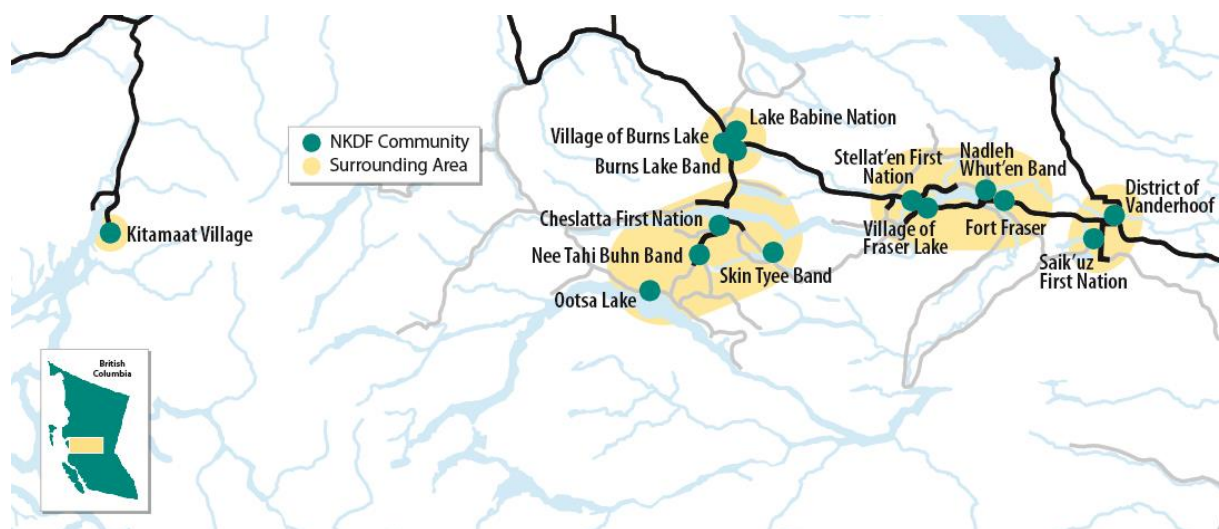 Lake Babine Nation
Village of Burns Lake
Burns Lake Band
NKDF Community
Surrounding Area
Stellat'en First
Nation
Nadleh
Whut'en Band
District of
Vanderhoof
Kitamaat Village
Cheslatta First Nation
Village of
Fraser Lake
Fort Fraser
Nee Tahi Buhn Band
Skin Tyee Band
Saik'uz
First Nation
Ootsa Lake
British
Columbia